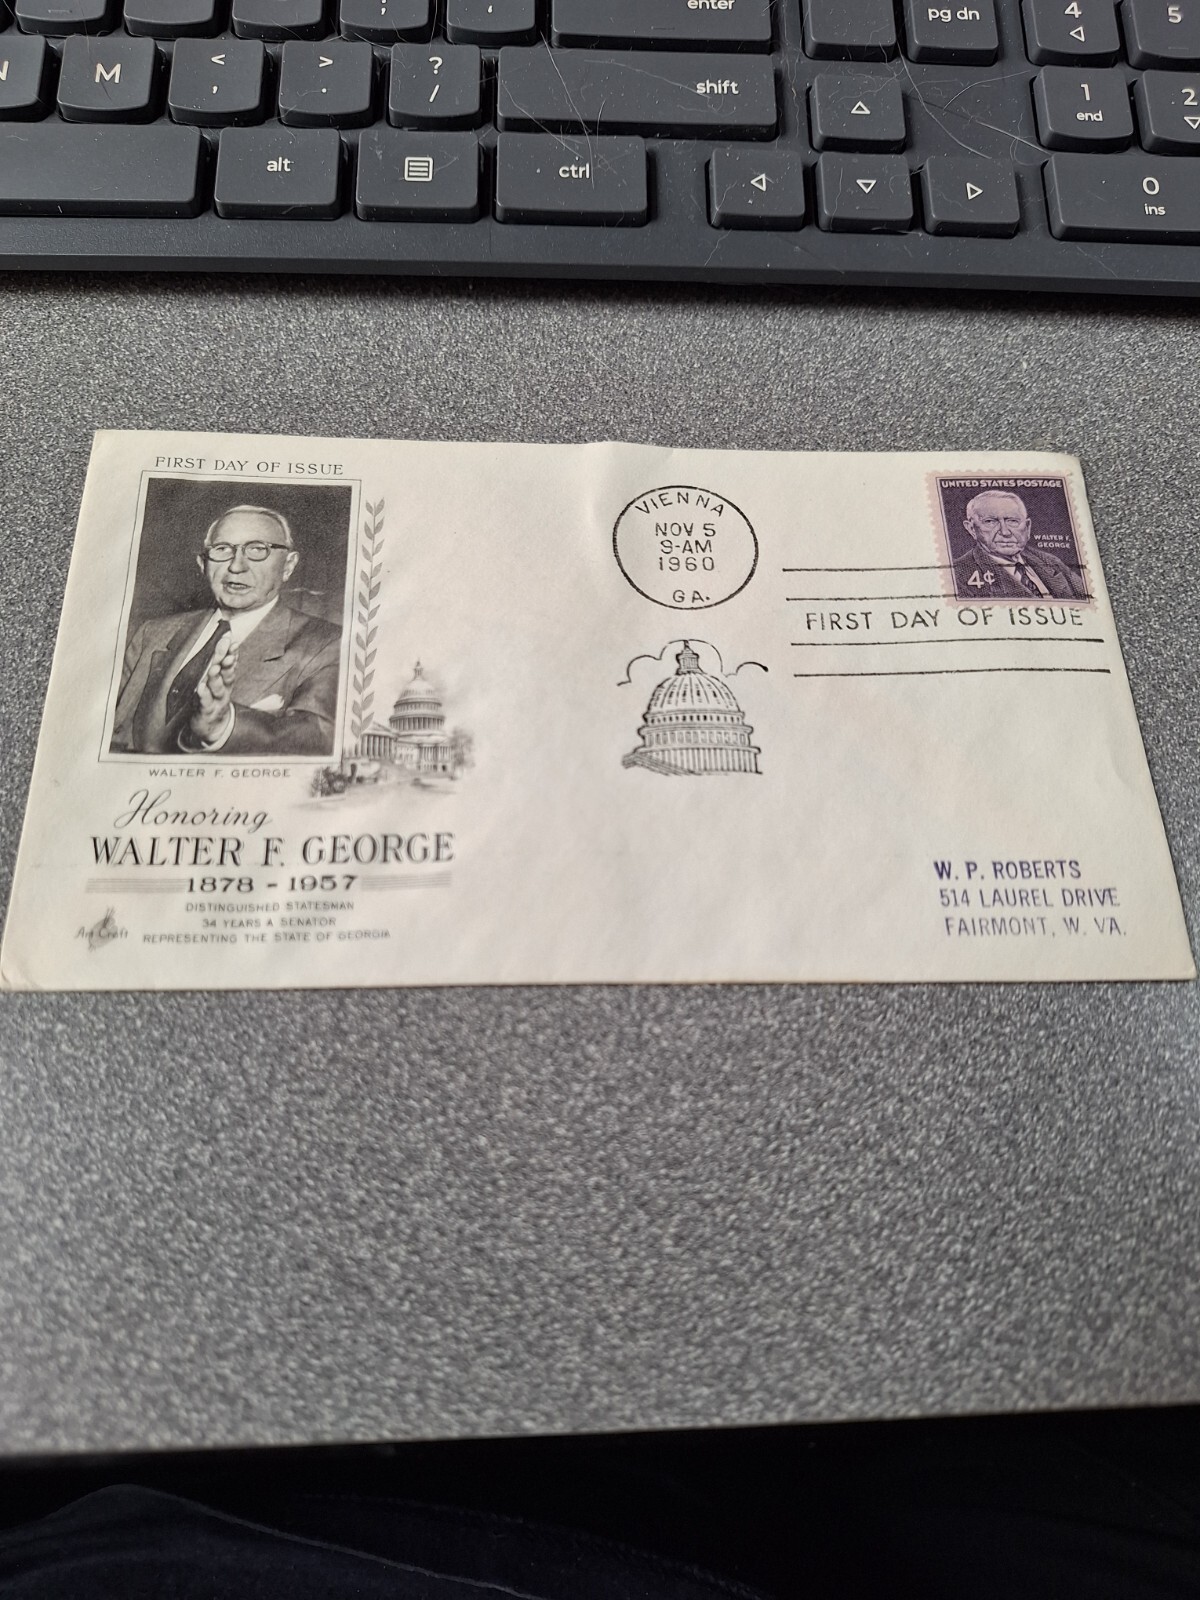 enter
pg dn
4
5
N
M
<
,
>
.
?
/
shift
1
end
2
alt
ctrl
0
ins
FIRST DAY OF ISSUE
WALTER F. GEORGE
Honoring
WALTER F. GEORGE
1878 - 1957
DISTINGUISHED STATESMAN
34 YEARS A SENATOR
REPRESENTING THE STATE OF GEORGIA
Art Craft
VIENNA
NOV 5
9-AM
1960
GA.
UNITED STATES POSTAGE
WALTER F.
GEORGE
4¢
FIRST DAY OF ISSUE
W. P. ROBERTS
514 LAUREL DRIVE
FAIRMONT, W. VA.